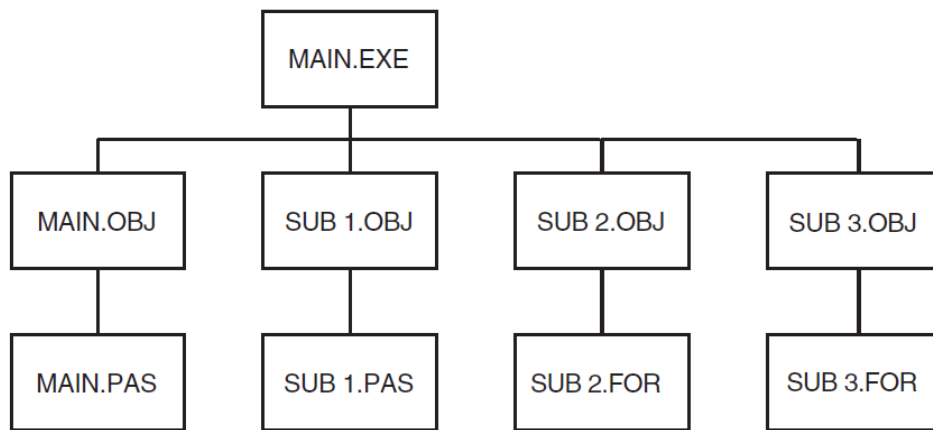 MAIN.EXE
MAIN.OBJ
SUB 1.OBJ
SUB 2.OBJ
SUB 3.OBJ
MAIN.PAS
SUB 1.PAS
SUB 2.FOR
SUB 3.FOR